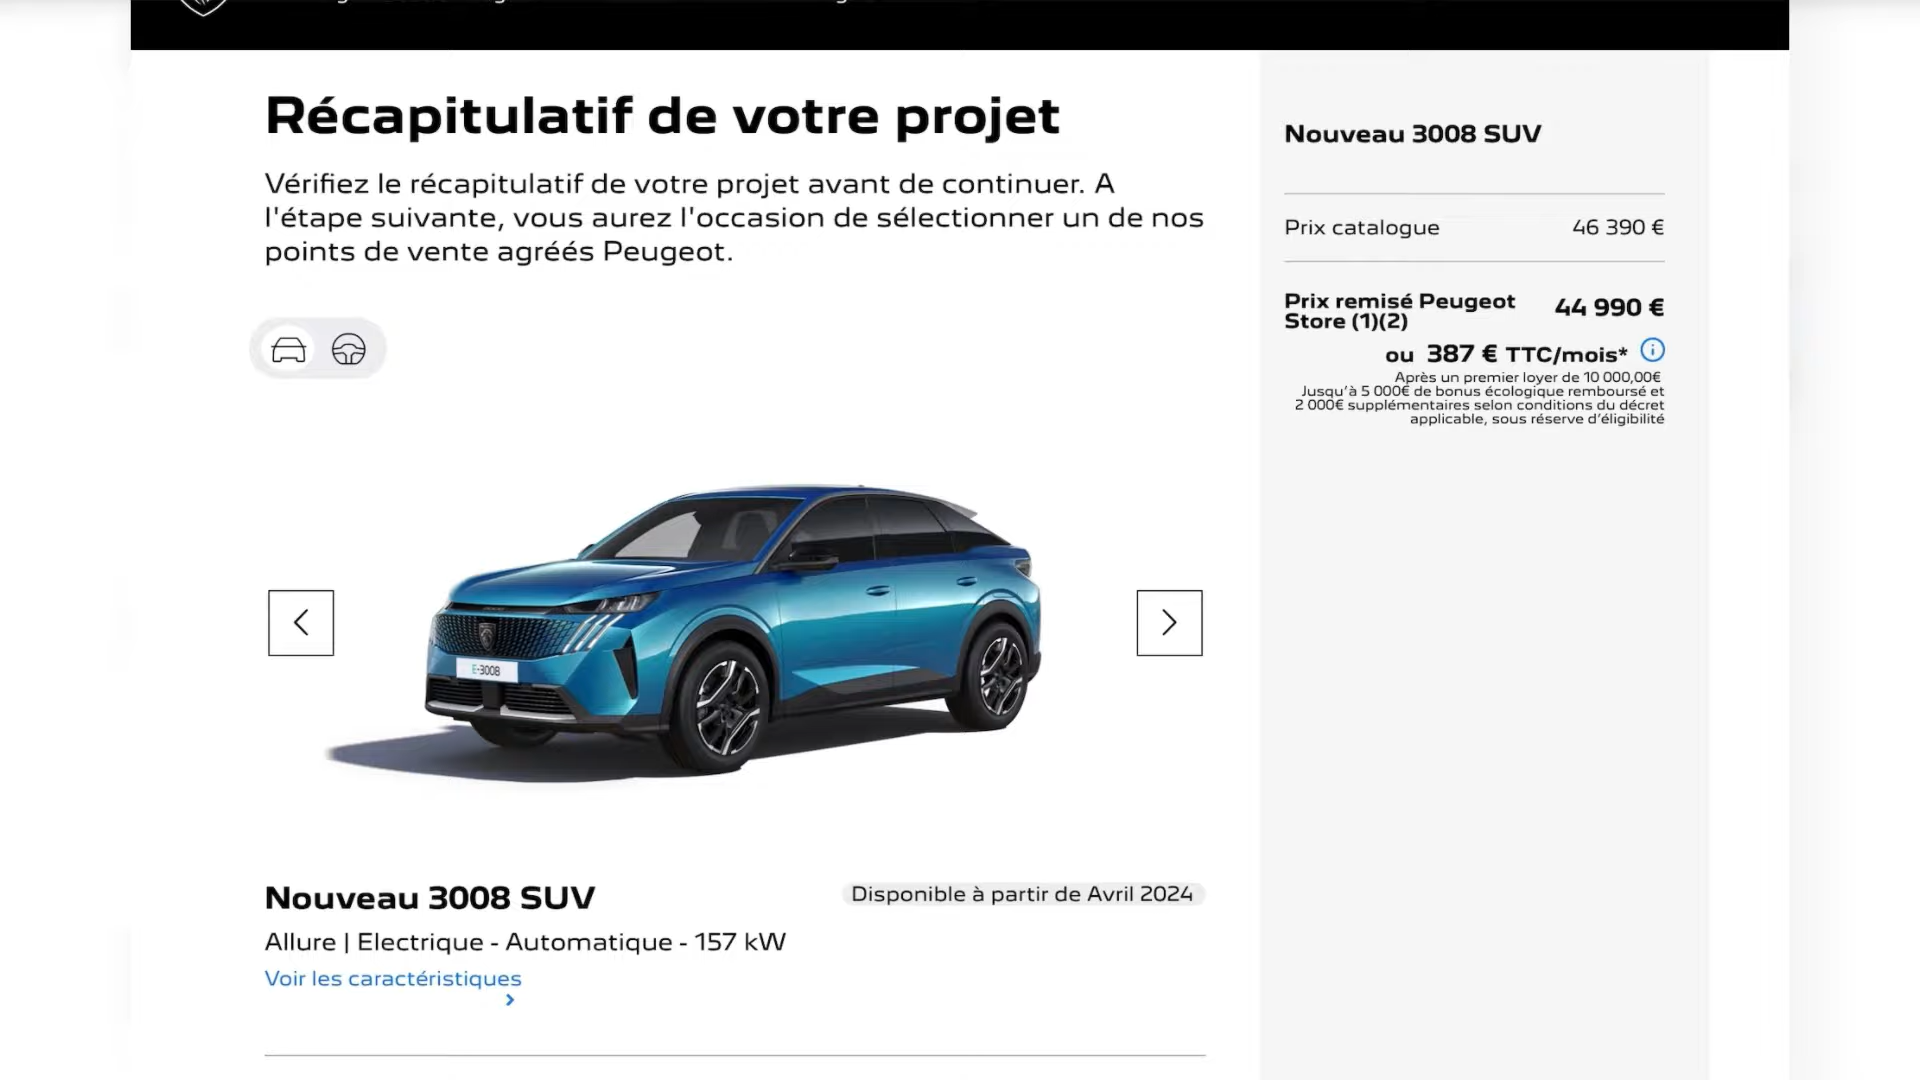 Récapitulatif de votre projet
Vérifiez le récapitulatif de votre projet avant de continuer. A
l'étape suivante, vous aurez l'occasion de sélectionner un de nos
points de vente agréés Peugeot.
E-3008
Nouveau 3008 SUV
Disponible à partir de Avril 2024
Allure | Electrique - Automatique - 157 kW
Voir les caractéristiques
Nouveau 3008 SUV
Prix catalogue 46 390 €
Prix remisé Peugeot
Store (1)(2) 44 990 €
ou 387 € TTC/mois*
Après un premier loyer de 10 000,00€
Jusqu'à 5 000€ de bonus écologique remboursé et
2 000€ supplémentaires selon conditions du décret
applicable, sous réserve d'éligibilité